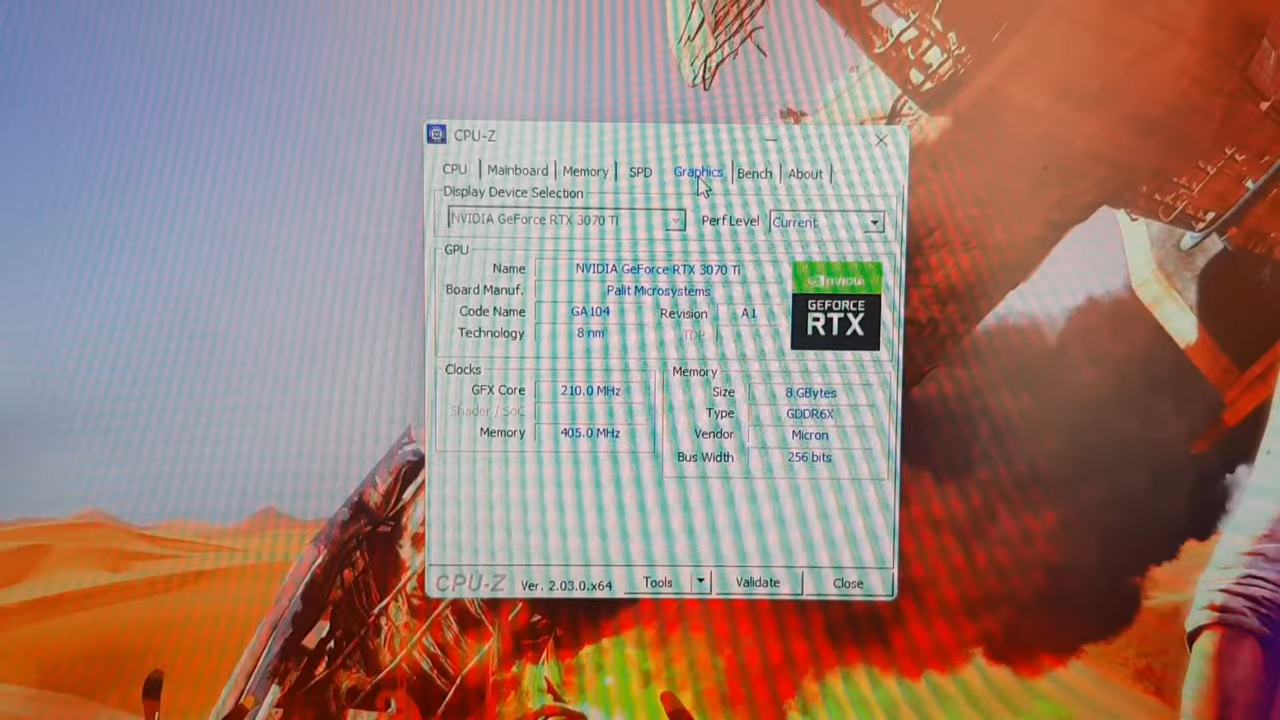 CPU-Z
CPU Mainboard Memory SPD Graphics Bench About
Display Device Selection
NVIDIA GeForce RTX 3070 Ti Perf Level Current
GPU
Name NVIDIA GeForce RTX 3070 Ti
Board Manuf. Palit Microsystems
Code Name GA104 Revision A1
Technology 8 nm TDP
NVIDIA
GEFORCE
RTX
Clocks
GFX Core 210.0 MHz
Shader / SoC
Memory 405.0 MHz
Memory
Size 8 GBytes
Type GDDR6X
Vendor Micron
Bus Width 256 bits
CPU-Z Ver. 2.03.0.x64 Tools Validate Close